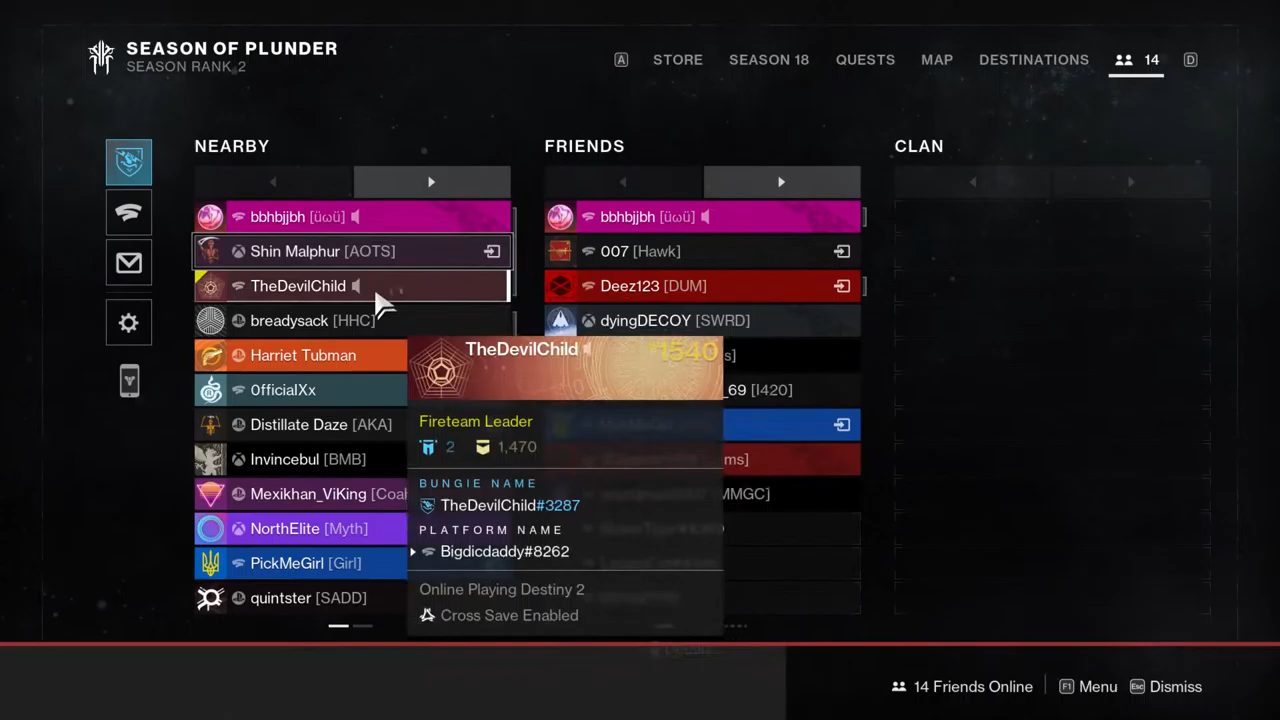 SEASON OF PLUNDER
SEASON RANK 2
A STORE SEASON 18 QUESTS MAP DESTINATIONS 14 D
NEARBY
bbhbjjbh [üωü]
Shin Malphur [AOTS]
TheDevilChild
breadysack [HHC]
Harriet Tubman
0fficialXx
Distillate Daze [AKA]
Invincebul [BMB]
Mexikhan_ViKing [Coal
NorthElite [Myth]
PickMeGirl [Girl]
quintster [SADD]
FRIENDS
bbhbjjbh [üωü]
007 [Hawk]
Deez123 [DUM]
dyingDECOY [SWRD]
s]
_69 [I420]
ms]
MMGC]
CLAN
TheDevilChild
1540
Fireteam Leader
2 1,470
BUNGIE NAME
TheDevilChild#3287
PLATFORM NAME
Bigdicdaddy#8262
Online Playing Destiny 2
Cross Save Enabled
14 Friends Online F1 Menu Esc Dismiss